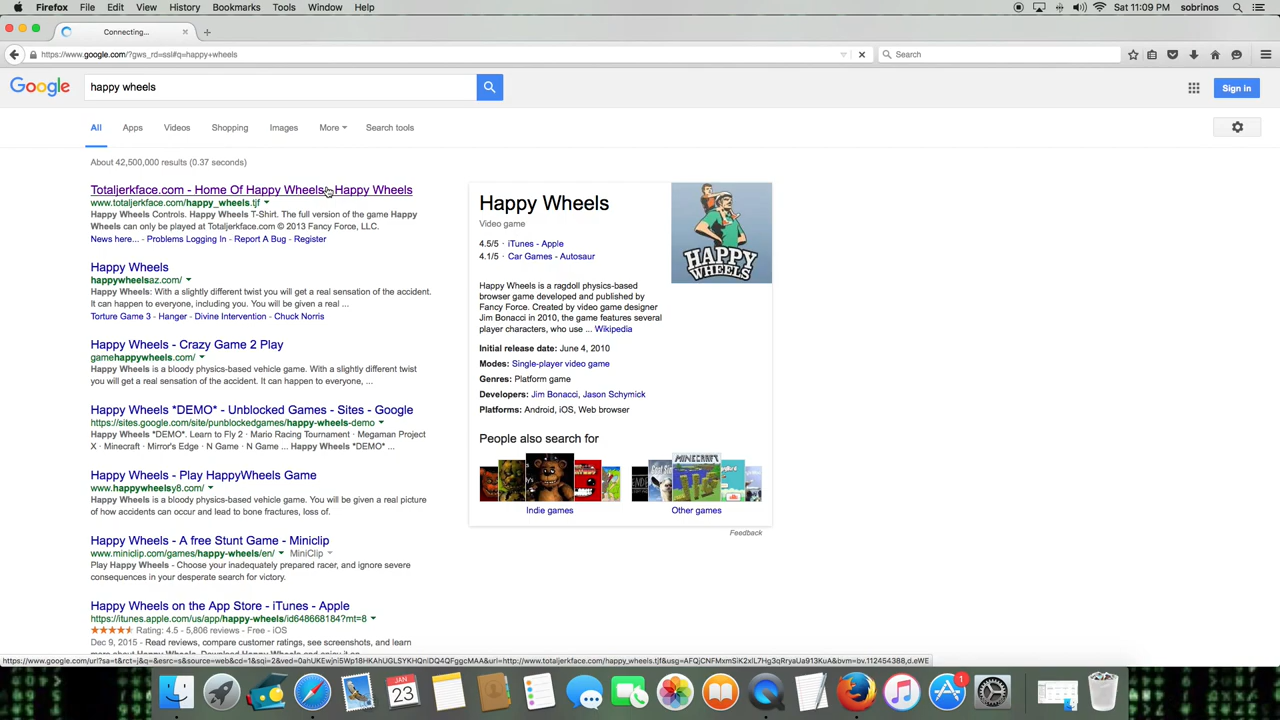 Firefox File Edit View History Bookmarks Tools Window Help Sat 11:09 PM sobrinos
Connecting...
https://www.google.com/?gws_rd=ssl#q=happy+wheels Search
Google happy wheels Sign in
All Apps Videos Shopping Images More Search tools
About 42,500,000 results (0.37 seconds)
Totaljerkface.com - Home Of Happy Wheels - Happy Wheels
www.totaljerkface.com/happy_wheels.tjf
Happy Wheels Controls. Happy Wheels T-Shirt. The full version of the game Happy
Wheels can only be played at Totaljerkface.com © 2013 Fancy Force, LLC.
News here... - Problems Logging In - Report A Bug - Register
Happy Wheels
happywheelsaz.com/
Happy Wheels: With a slightly different twist you will get a real sensation of the accident.
It can happen to everyone, including you. You will be given a real ...
Torture Game 3 - Hanger - Divine Intervention - Chuck Norris
Happy Wheels - Crazy Game 2 Play
gamehappywheels.com/
Happy Wheels is a bloody physics-based vehicle game. With a slightly different twist
you will get a real sensation of the accident. It can happen to everyone, ...
Happy Wheels *DEMO* - Unblocked Games - Sites - Google
https://sites.google.com/site/punblockedgames/happy-wheels-demo
Happy Wheels *DEMO*. Learn to Fly 2 · Mario Racing Tournament · Megaman Project
X · Minecraft · Mirror's Edge · N Game · N Game ... Happy Wheels *DEMO* ...
Happy Wheels - Play HappyWheels Game
www.happywheelsy8.com/
Happy Wheels is a bloody physics-based vehicle game. You will be given a real picture
of how accidents can occur and lead to bone fractures, loss of.
Happy Wheels - A free Stunt Game - Miniclip
www.miniclip.com/games/happy-wheels/en/ MiniClip
Play Happy Wheels - Choose your inadequately prepared racer, and ignore severe
consequences in your desperate search for victory.
Happy Wheels on the App Store - iTunes - Apple
https://itunes.apple.com/us/app/happy-wheels/id648668184?mt=8
Rating: 4.5 - 5,806 reviews - Free - iOS
Dec 9, 2015 - Read reviews, compare customer ratings, see screenshots, and learn
Happy Wheels
Video game
4.5/5 · iTunes - Apple
4.1/5 · Car Games - Autosaur
HAPPY
WHEELS
Happy Wheels is a ragdoll physics-based
browser game developed and published by
Fancy Force. Created by video game designer
Jim Bonacci in 2010, the game features several
player characters, who use ... Wikipedia
Initial release date: June 4, 2010
Modes: Single-player video game
Genres: Platform game
Developers: Jim Bonacci, Jason Schymick
Platforms: Android, iOS, Web browser
People also search for
MINECRAFT
Indie games Other games
Feedback
JAN
23
1